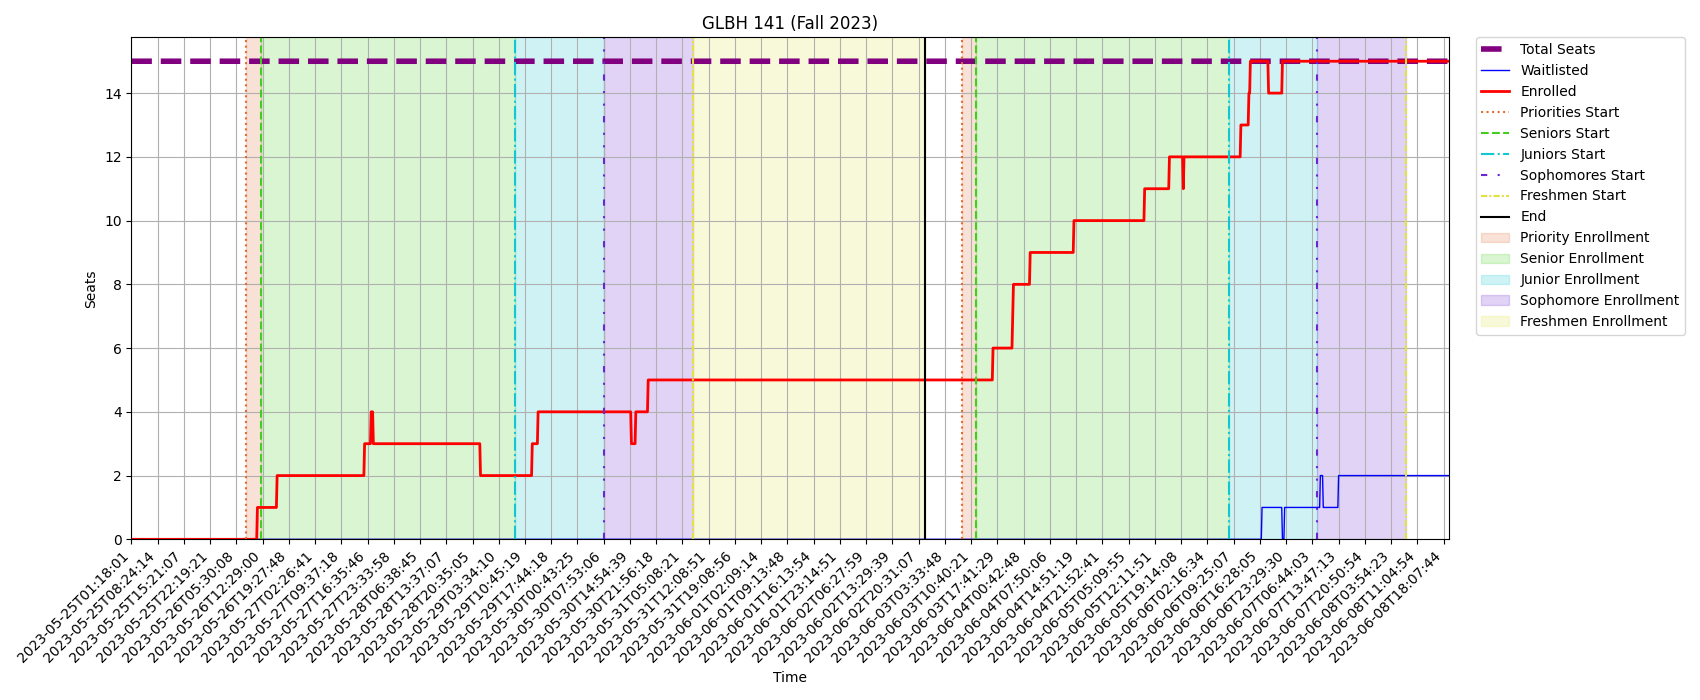 GLBH 141 (Fall 2023)
Seats
14
12
10
8
6
4
2
0
2023-05-25T01:18:01
2023-05-25T08:24:14
2023-05-25T15:21:07
2023-05-25T22:19:21
2023-05-26T05:30:08
2023-05-26T12:29:00
2023-05-26T19:27:48
2023-05-27T02:26:41
2023-05-27T09:37:18
2023-05-27T16:35:46
2023-05-27T23:33:58
2023-05-28T06:38:45
2023-05-28T13:37:07
2023-05-28T20:35:05
2023-05-29T03:34:10
2023-05-29T10:45:19
2023-05-29T17:44:18
2023-05-30T00:43:25
2023-05-30T07:53:06
2023-05-30T14:54:39
2023-05-30T21:56:18
2023-05-31T05:08:21
2023-05-31T12:08:51
2023-05-31T19:08:56
2023-06-01T02:09:14
2023-06-01T09:13:48
2023-06-01T16:13:54
2023-06-01T23:14:51
2023-06-02T06:27:59
2023-06-02T13:29:39
2023-06-02T20:31:07
2023-06-03T03:33:48
2023-06-03T10:40:21
2023-06-03T17:41:29
2023-06-04T00:42:48
2023-06-04T07:50:06
2023-06-04T14:51:19
2023-06-04T21:52:41
2023-06-05T05:09:55
2023-06-05T12:11:51
2023-06-05T19:14:08
2023-06-06T02:16:34
2023-06-06T09:25:07
2023-06-06T16:28:05
2023-06-06T23:29:30
2023-06-07T06:44:03
2023-06-07T13:47:13
2023-06-07T20:50:54
2023-06-08T03:54:23
2023-06-08T11:04:54
2023-06-08T18:07:44
Time
Total Seats
Waitlisted
Enrolled
Priorities Start
Seniors Start
Juniors Start
Sophomores Start
Freshmen Start
End
Priority Enrollment
Senior Enrollment
Junior Enrollment
Sophomore Enrollment
Freshmen Enrollment